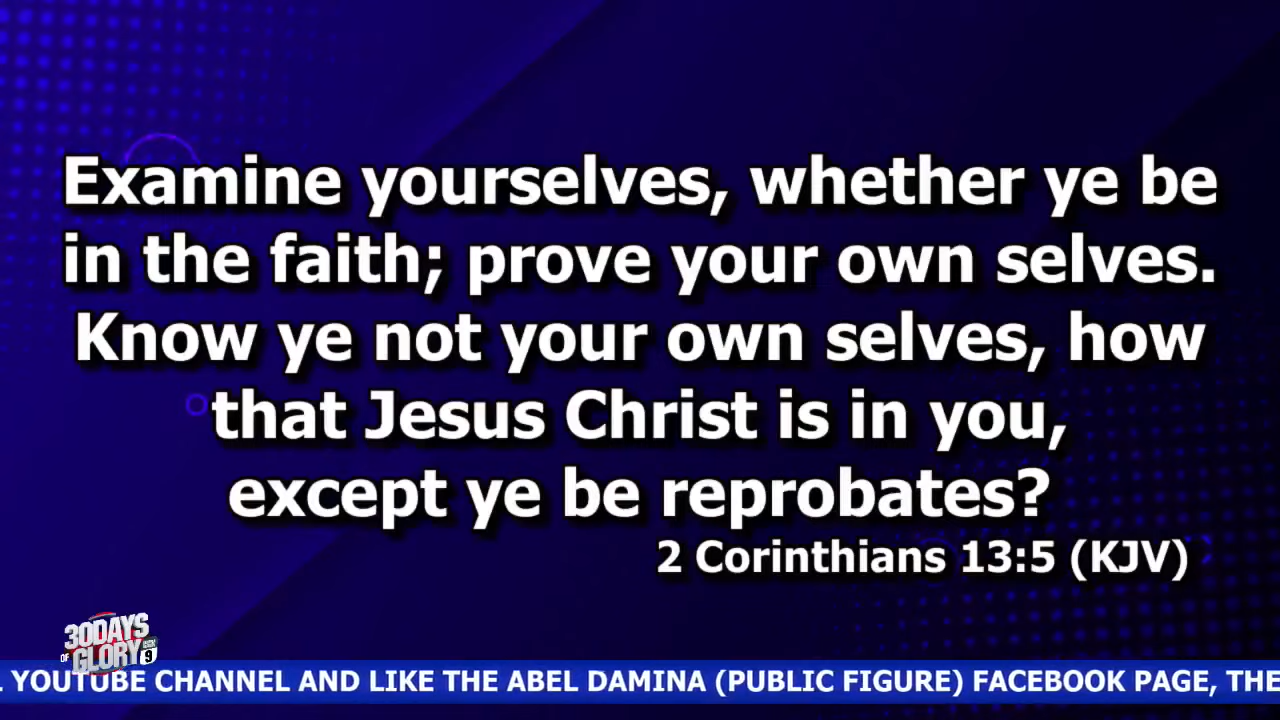 Examine yourselves, whether ye be
in the faith; prove your own selves.
Know ye not your own selves, how
that Jesus Christ is in you,
except ye be reprobates?
2 Corinthians 13:5 (KJV)
30DAYS
OF GLORY 9
YOUTUBE CHANNEL AND LIKE THE ABEL DAMINA (PUBLIC FIGURE) FACEBOOK PAGE, THE